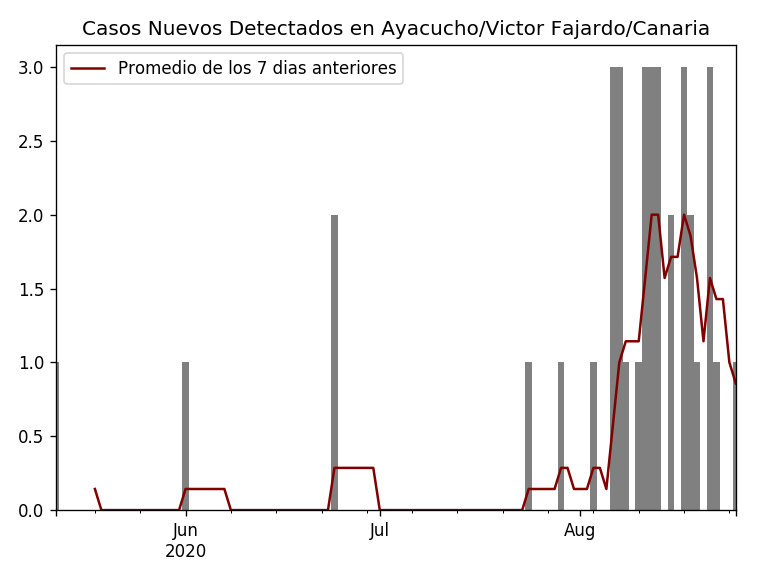 Casos Nuevos Detectados en Ayacucho/Victor Fajardo/Canaria
Promedio de los 7 dias anteriores
3.0
2.5
2.0
1.5
1.0
0.5
0.0
Jun
2020
Jul
Aug